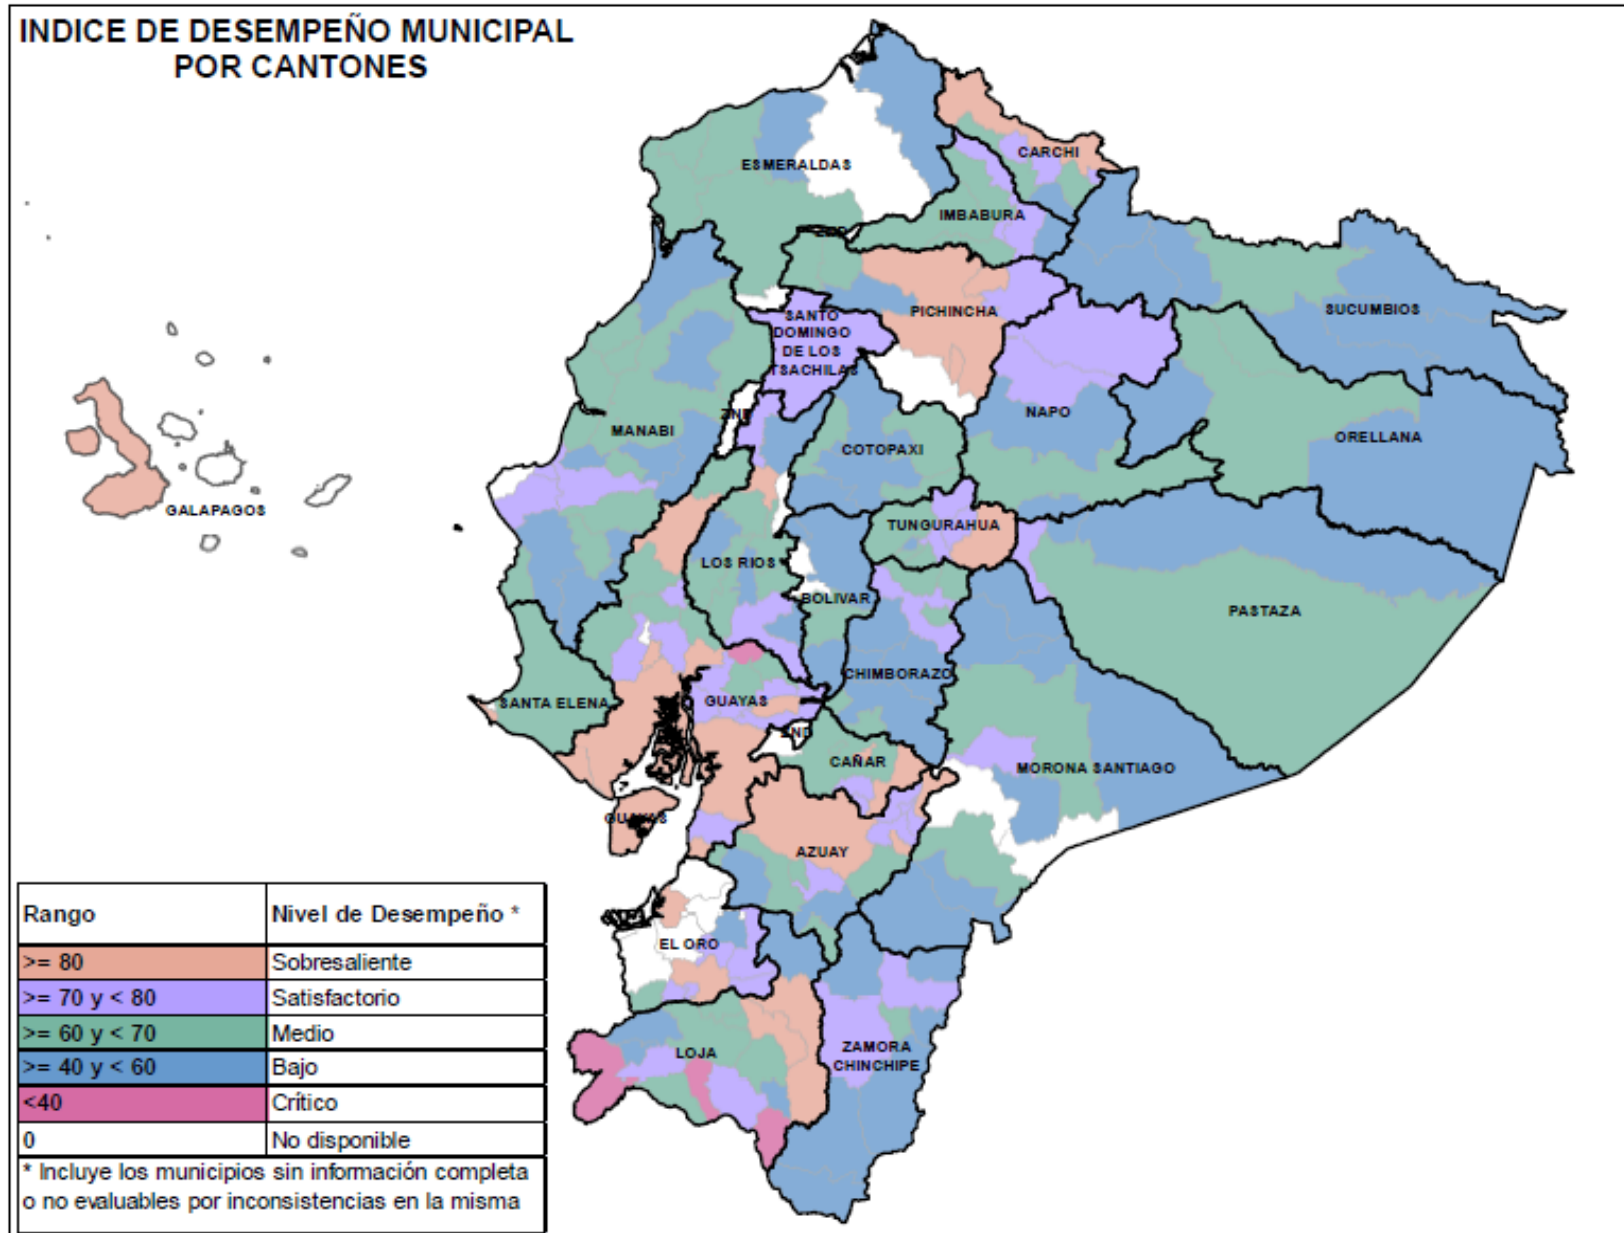 INDICE DE DESEMPEÑO MUNICIPAL
POR CANTONES
ESMERALDAS
CARCHI
IMBABURA
PICHINCHA
SUCUMBIOS
SANTO
DOMINGO
DE LOS
TSACHILAS
NAPO
MANABI
COTOPAXI
ORELLANA
GALAPAGOS
TUNGURAHUA
LOS RIOS
BOLIVAR
PASTAZA
CHIMBORAZO
SANTA ELENA
GUAYAS
CAÑAR
MORONA SANTIAGO
GUAYAS
AZUAY
EL ORO
LOJA
ZAMORA
CHINCHIPE
Rango Nivel de Desempeño *
>= 80 Sobresaliente
>= 70 y < 80 Satisfactorio
>= 60 y < 70 Medio
>= 40 y < 60 Bajo
<40 Crítico
0 No disponible
* Incluye los municipios sin información completa
o no evaluables por inconsistencias en la misma